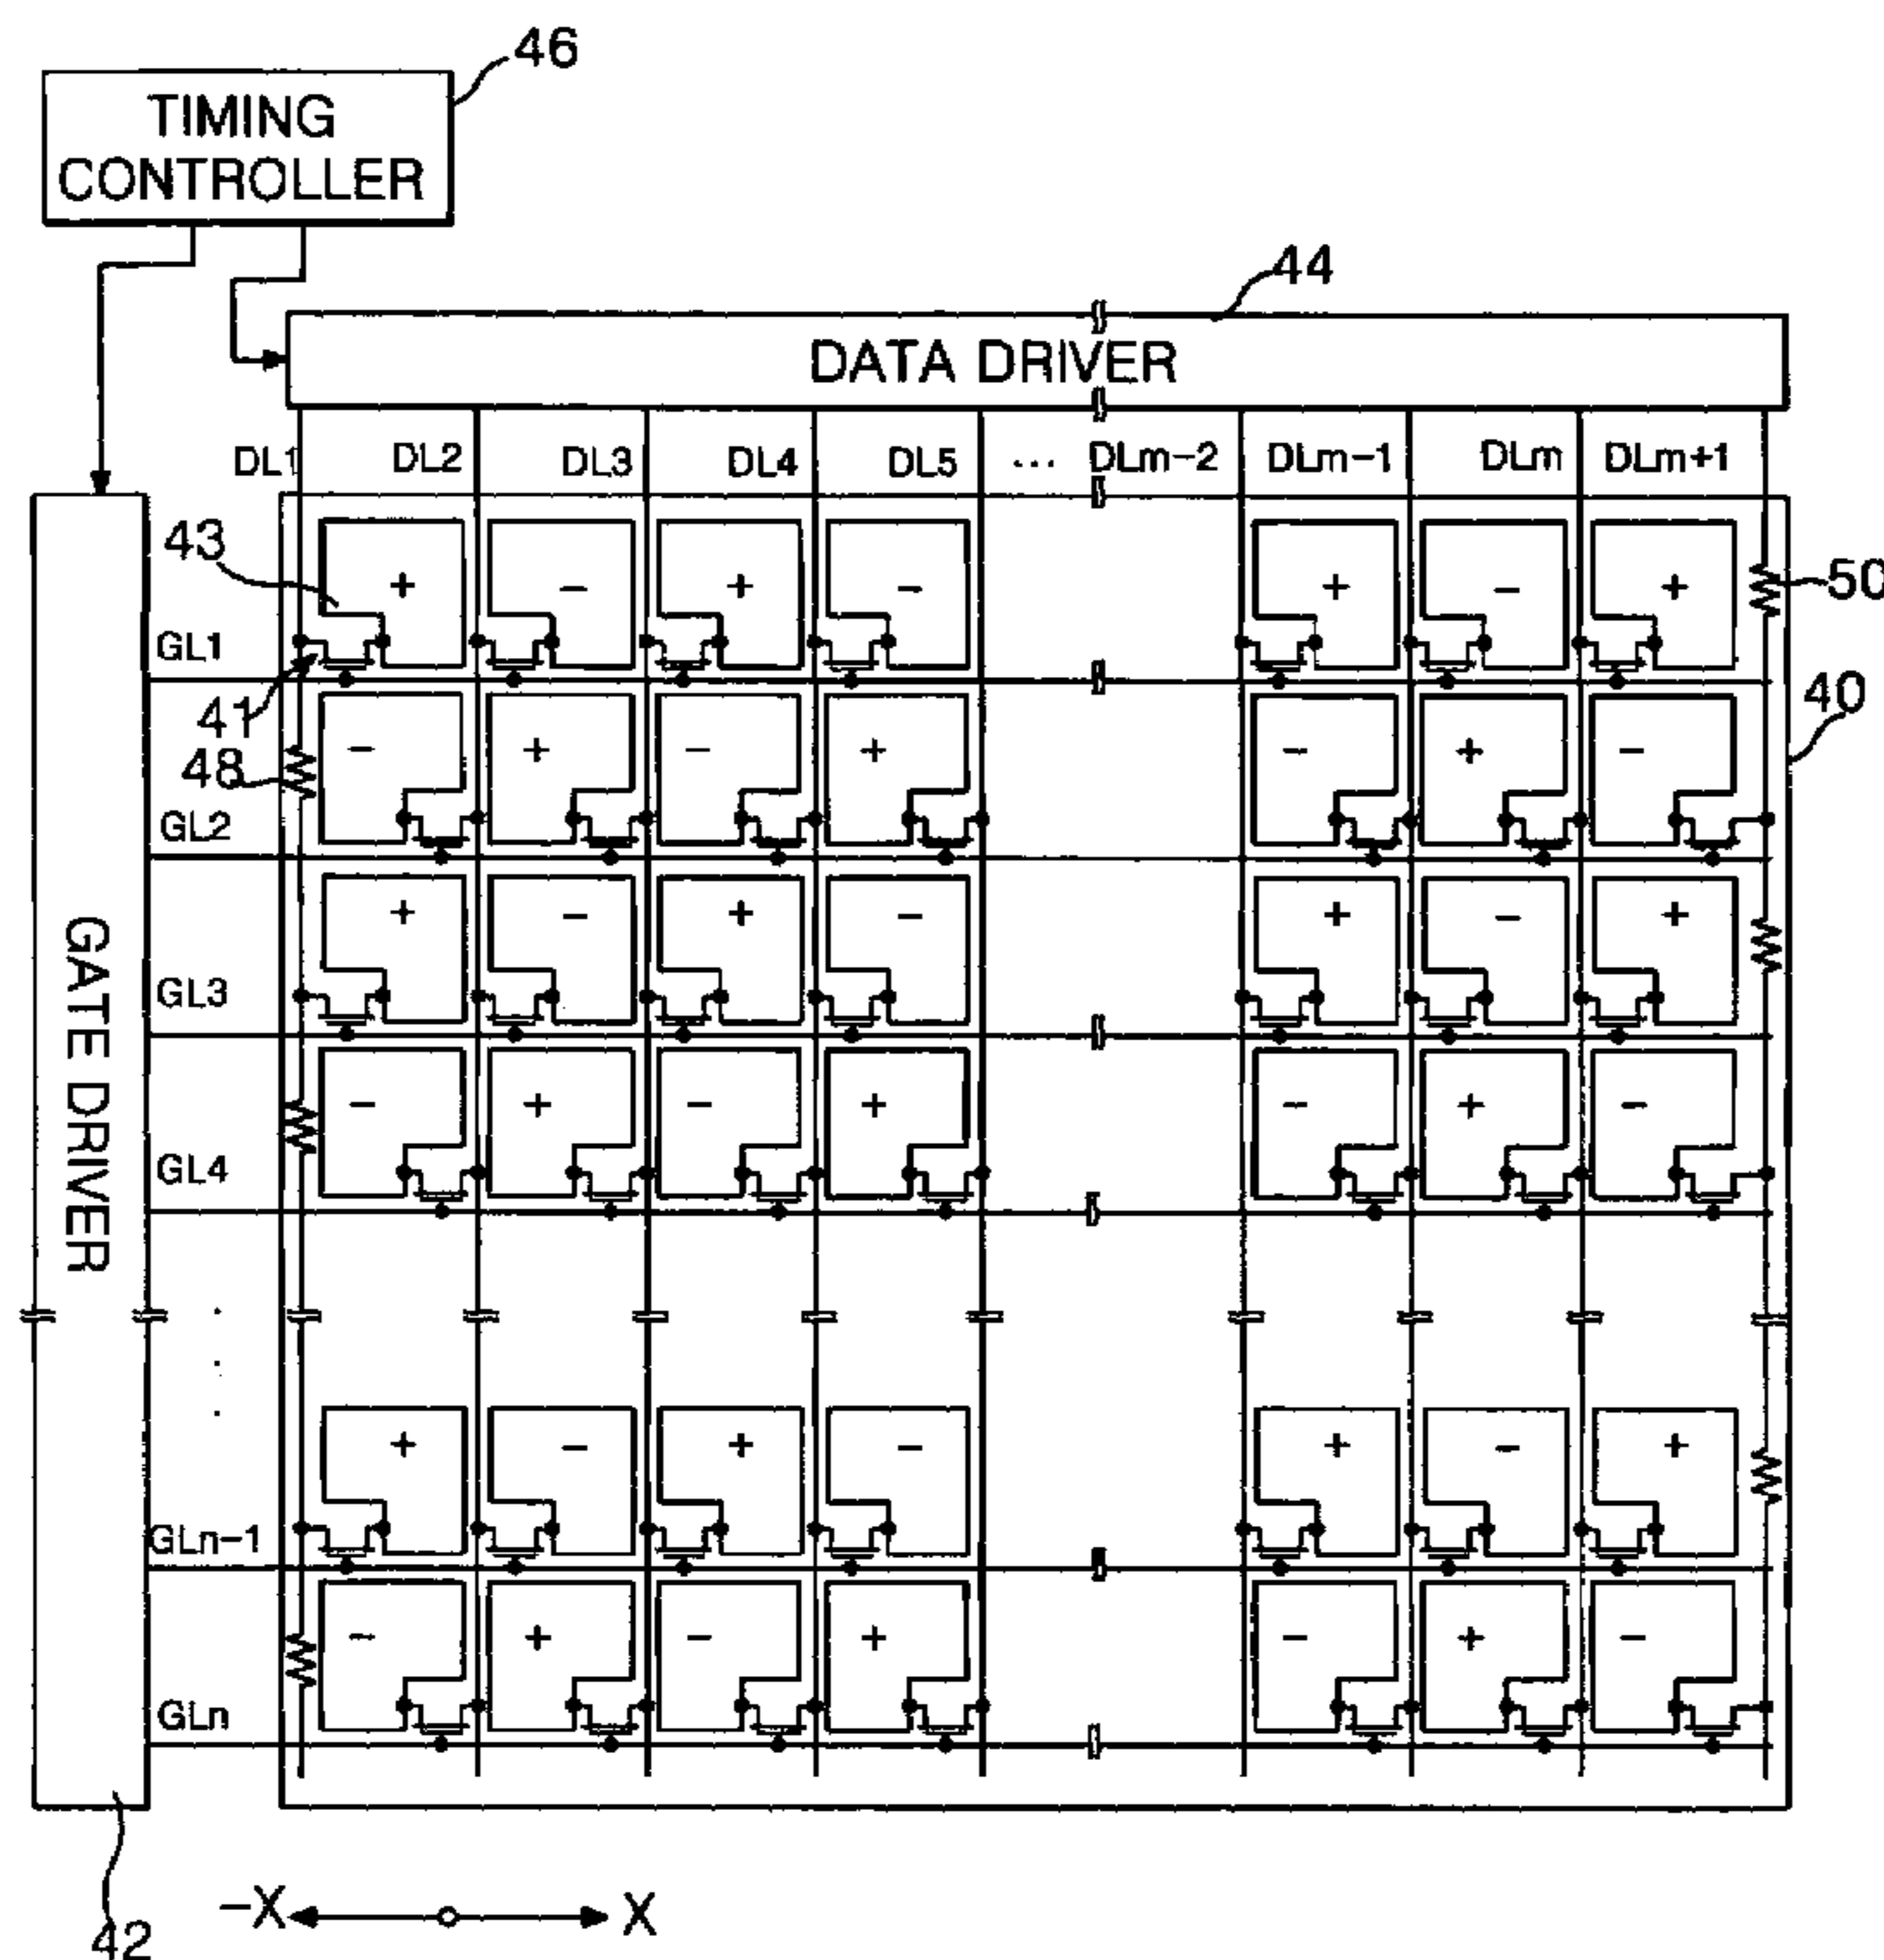 46
TIMING
CONTROLLER
44
DATA DRIVER
DL1 DL2 DL3 DL4 DL5 ... DLm-2 DLm-1 DLm DLm+1
43 + - + - + - + 50
GL1
41 40
48 - + - + - + -
GL2
+ - + - + - +
GL3
- + - + - + -
GL4
GATE DRIVER
+ - + - + - +
GLn-1
- + - + - + -
GLn
-X X
42